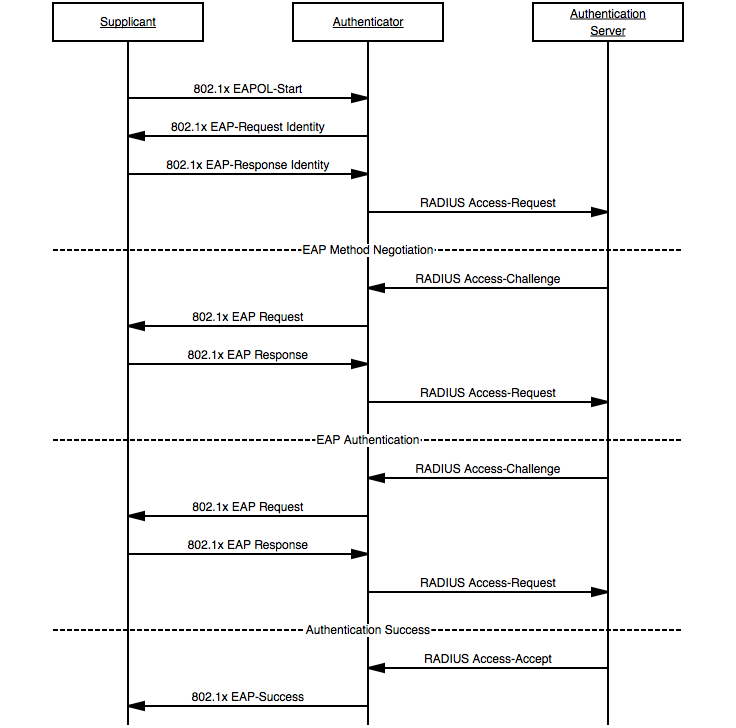 Supplicant
Authenticator
Authentication
Server
802.1x EAPOL-Start
802.1x EAP-Request Identity
802.1x EAP-Response Identity
RADIUS Access-Request
EAP Method Negotiation
RADIUS Access-Challenge
802.1x EAP Request
802.1x EAP Response
RADIUS Access-Request
EAP Authentication
RADIUS Access-Challenge
802.1x EAP Request
802.1x EAP Response
RADIUS Access-Request
Authentication Success
RADIUS Access-Accept
802.1x EAP-Success